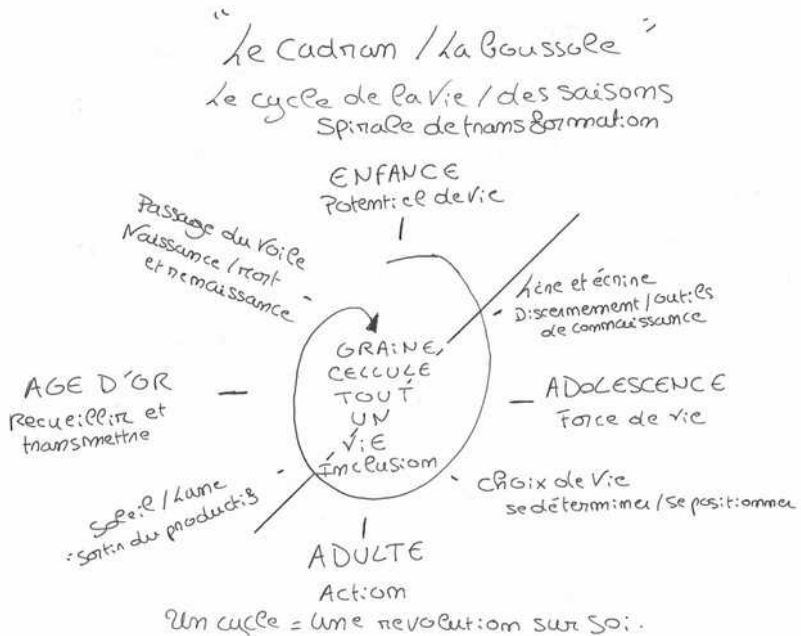 "Le Cadran / La Boussole"
Le cycle de la Vie / des saisons
Spirale de transformation
ENFANCE
Potentiel de vie
Passage du voile
Naissance / mort
et renaissance
Lire et écrire
Discernement / outils
de connaissance
GRAINE,
CELLULE
TOUT
UN
VIE
Inclusion
AGE D'OR
Recueillir et
transmettre
ADOLESCENCE
Force de vie
Soleil / Lune
: Sortir du productif
Choix de Vie
se déterminer / se positionner
ADULTE
Action
Un cycle = une revolution sur soi.